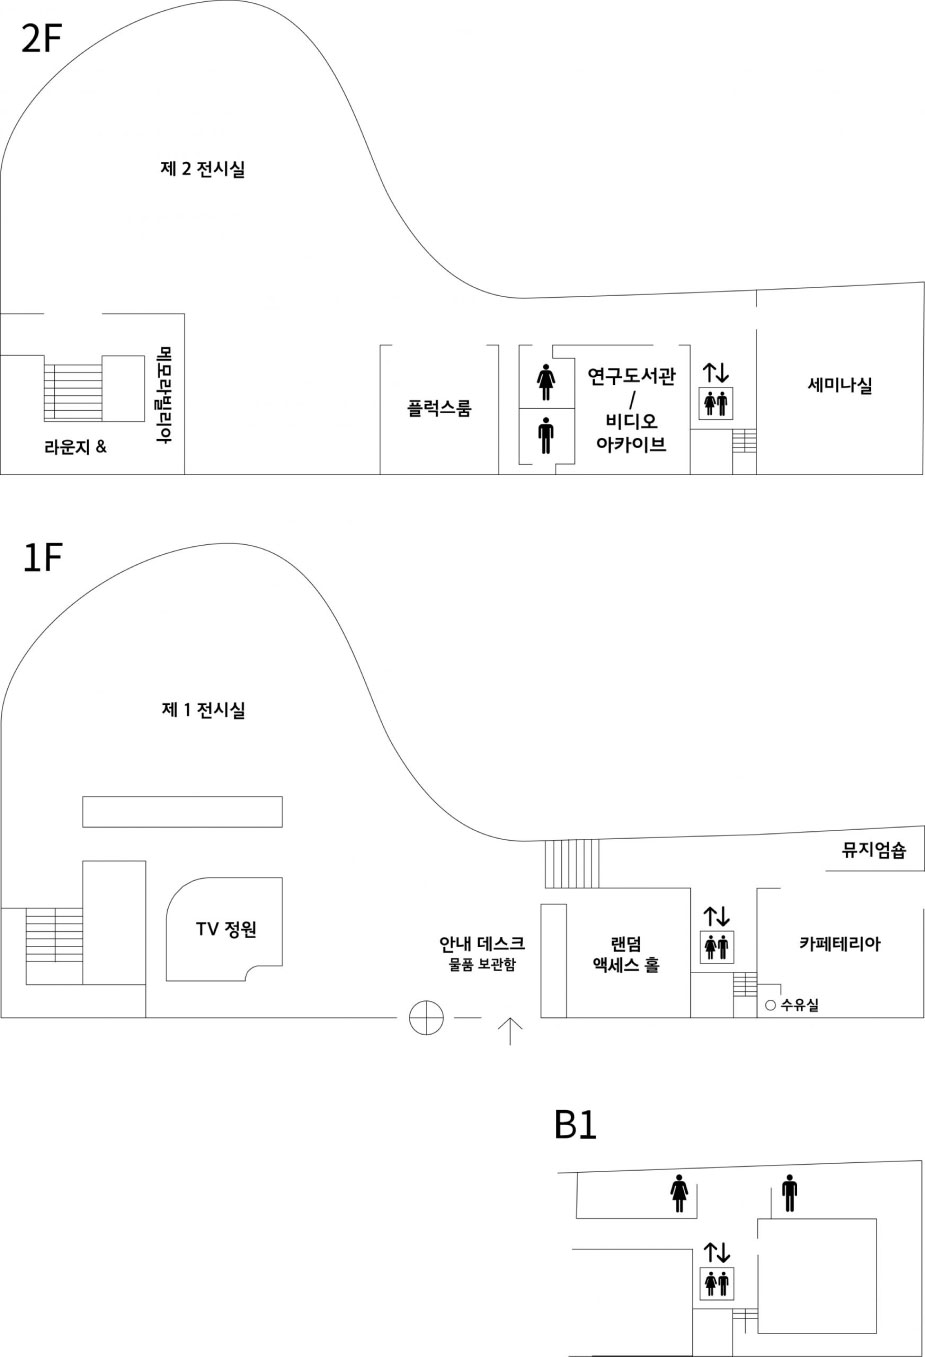 2F
제 2 전시실
메모라빌리아
라운지 &
플럭스룸
연구도서관
/
비디오
아카이브
세미나실
1F
제 1 전시실
TV 정원
안내 데스크
물품 보관함
랜덤
액세스 홀
뮤지엄숍
카페테리아
수유실
B1